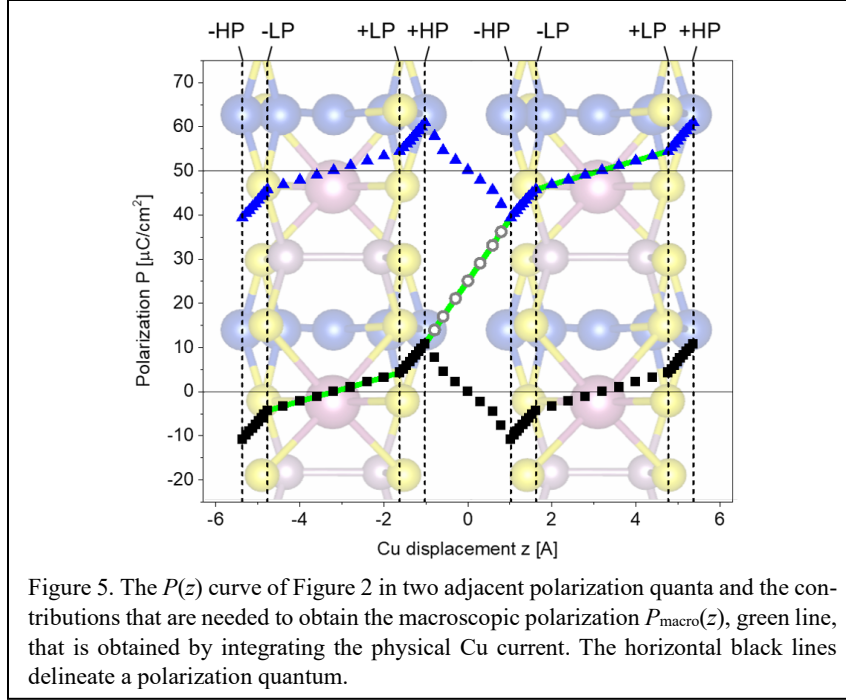 -HP -LP +LP +HP -HP -LP +LP +HP
70
60
50
40
30
20
10
0
-10
-20
Polarization P [µC/cm²]
-6 -4 -2 0 2 4 6
Cu displacement z [A]
Figure 5. The P(z) curve of Figure 2 in two adjacent polarization quanta and the con-
tributions that are needed to obtain the macroscopic polarization Pmacro(z), green line,
that is obtained by integrating the physical Cu current. The horizontal black lines
delineate a polarization quantum.